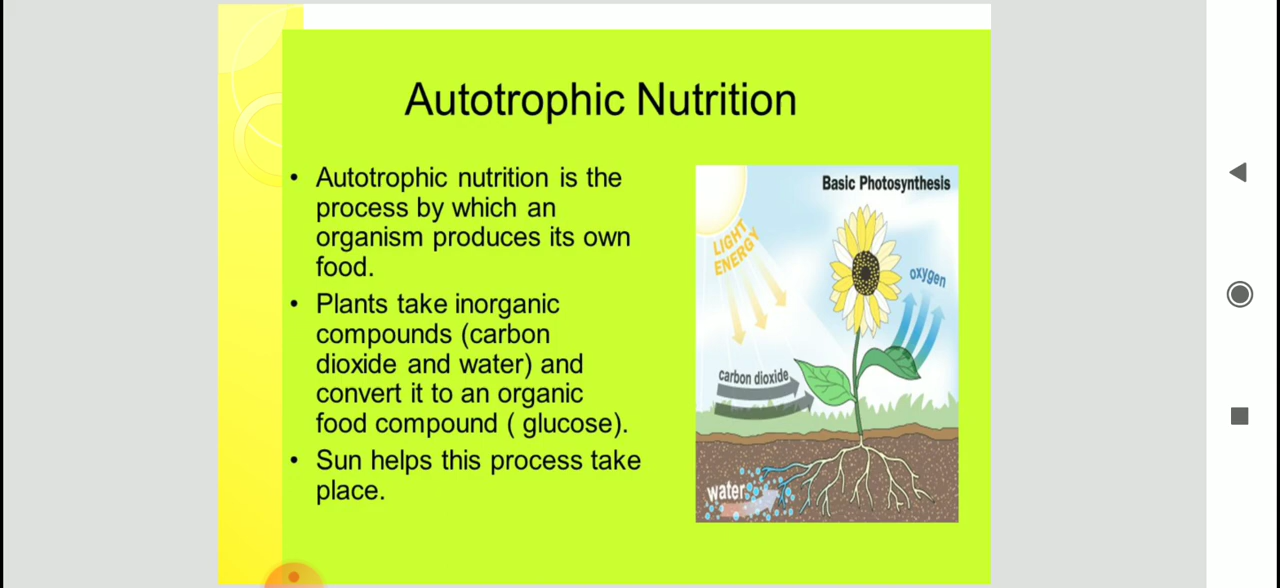 Autotrophic Nutrition
• Autotrophic nutrition is the
process by which an
organism produces its own
food.
• Plants take inorganic
compounds (carbon
dioxide and water) and
convert it to an organic
food compound ( glucose).
• Sun helps this process take
place.
Basic Photosynthesis
LIGHT
ENERGY
oxygen
carbon dioxide
water